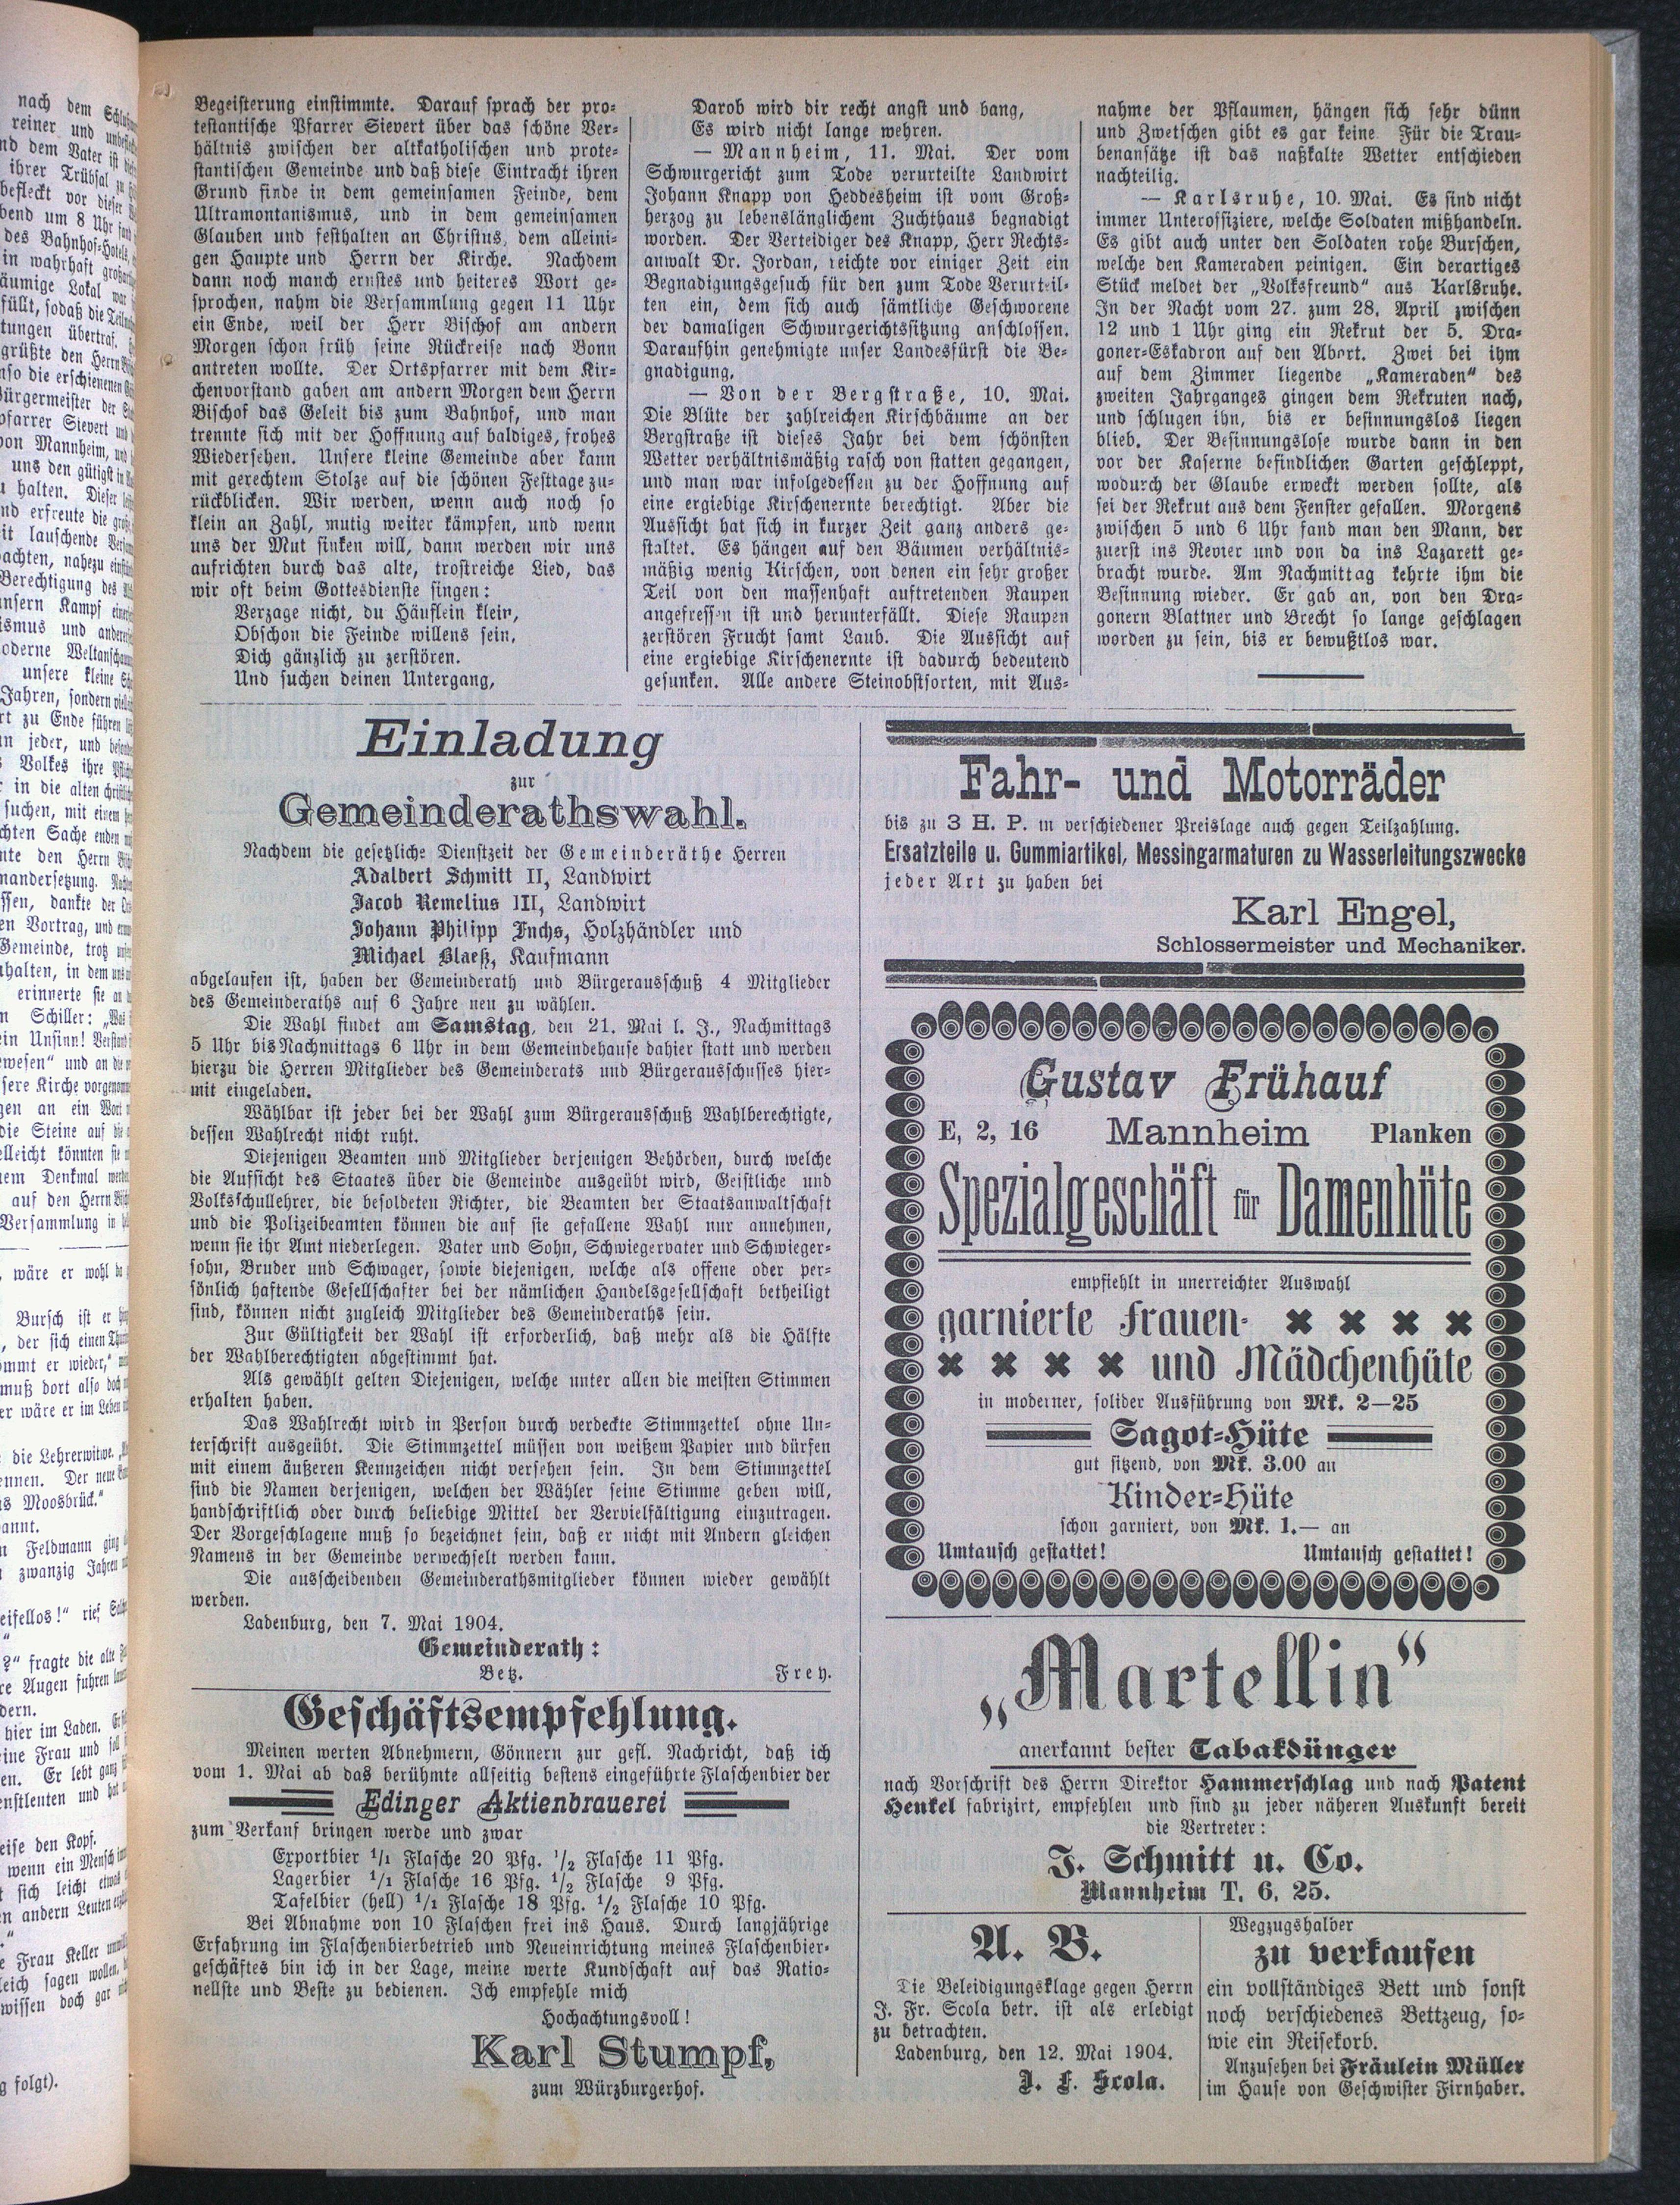 Begeisterung einstimmte. Darauf sprach der pro-
testantische Pfarrer Sievert über das schöne Ver-
hältnis zwischen der altkatholischen und prote-
stantischen Gemeinde und daß diese Eintracht ihren
Grund finde in dem gemeinsamen Feinde, dem
Ultramontanismus, und in dem gemeinsamen
Glauben und festhalten an Christus, dem alleini-
gen Haupte und Herrn der Kirche. Nachdem
dann noch manch ernstes und heiteres Wort ge-
sprochen, nahm die Versammlung gegen 11 Uhr
ein Ende, weil der Herr Bischof am andern
Morgen schon früh seine Rückreise nach Bonn
antreten wollte. Der Ortspfarrer mit dem Kir-
chenvorstand gaben am andern Morgen dem Herrn
Bischof das Geleit bis zum Bahnhof, und man
trennte sich mit der Hoffnung auf baldiges, frohes
Wiedersehen. Unsere kleine Gemeinde aber kann
mit gerechtem Stolze auf die schönen Festtage zu-
rückblicken. Wir werden, wenn auch noch so
klein an Zahl, mutig weiter kämpfen, und wenn
uns der Mut sinken will, dann werden wir uns
aufrichten durch das alte, trostreiche Lied, das
wir oft beim Gottesdienste singen:
Verzage nicht, du Häuflein klein,
Obschon die Feinde willens sein,
Dich gänzlich zu zerstören.
Und suchen deinen Untergang,
Darob wird dir recht angst und bang,
Es wird nicht lange wehren.
— Mannheim, 11. Mai. Der vom
Schwurgericht zum Tode verurteilte Landwirt
Johann Knapp von Heddesheim ist vom Groß-
herzog zu lebenslänglichem Zuchthaus begnadigt
worden. Der Verteidiger des Knapp, Herr Rechts-
anwalt Dr. Jordan, reichte vor einiger Zeit ein
Begnadigungsgesuch für den zum Tode Verurteil-
ten ein, dem sich auch sämtliche Geschworene
der damaligen Schwurgerichtssitzung anschlossen.
Daraufhin genehmigte unser Landesfürst die Be-
gnadigung.
— Von der Bergstraße, 10. Mai.
Die Blüte der zahlreichen Kirschbäume an der
Bergstraße ist dieses Jahr bei dem schönsten
Wetter verhältnismäßig rasch von statten gegangen,
und man war infolgedessen zu der Hoffnung auf
eine ergiebige Kirschenernte berechtigt. Aber die
Aussicht hat sich in kurzer Zeit ganz anders ge-
staltet. Es hängen auf den Bäumen verhältnis-
mäßig wenig Kirschen, von denen ein sehr großer
Teil von den massenhaft auftretenden Raupen
angefressen ist und herunterfällt. Diese Raupen
zerstören Frucht samt Laub. Die Aussicht auf
eine ergiebige Kirschenernte ist dadurch bedeutend
gesunken. Alle andere Steinobstsorten, mit Aus-
nahme der Pflaumen, hängen sich sehr dünn
und Zwetschen gibt es gar keine. Für die Trau-
benansätze ist das naßkalte Wetter entschieden
nachteilig.
— Karlsruhe, 10. Mai. Es sind nicht
immer Unteroffiziere, welche Soldaten mißhandeln.
Es gibt auch unter den Soldaten rohe Burschen,
welche den Kameraden peinigen. Ein derartiges
Stück meldet der „Volksfreund" aus Karlsruhe.
In der Nacht vom 27. zum 28. April zwischen
12 und 1 Uhr ging ein Rekrut der 5. Dra-
goner-Eskadron auf den Abort. Zwei bei ihm
auf dem Zimmer liegende „Kameraden" des
zweiten Jahrganges gingen dem Rekruten nach,
und schlugen ihn, bis er besinnungslos liegen
blieb. Der Besinnungslose wurde dann in den
vor der Kaserne befindlichen Garten geschleppt,
wodurch der Glaube erweckt werden sollte, als
sei der Rekrut aus dem Fenster gefallen. Morgens
zwischen 5 und 6 Uhr fand man den Mann, der
zuerst ins Revier und von da ins Lazarett ge-
bracht wurde. Am Nachmittag kehrte ihm die
Besinnung wieder. Er gab an, von den Dra-
gonern Blattner und Brecht so lange geschlagen
worden zu sein, bis er bewußtlos war.
Einladung
zur
Gemeinderathswahl.
Nachdem die gesetzliche Dienstzeit der Gemeinderäthe Herren
Adalbert Schmitt II, Landwirt
Jacob Remelius III, Landwirt
Johann Philipp Fuchs, Holzhändler und
Michael Blaeß, Kaufmann
abgelaufen ist, haben der Gemeinderath und Bürgerausschuß 4 Mitglieder
des Gemeinderaths auf 6 Jahre neu zu wählen.
Die Wahl findet am Samstag, den 21. Mai l. J., Nachmittags
5 Uhr bis Nachmittags 6 Uhr in dem Gemeindehause dahier statt und werden
hierzu die Herren Mitglieder des Gemeinderats und Bürgerausschusses hier-
mit eingeladen.
Wählbar ist jeder bei der Wahl zum Bürgerausschuß Wahlberechtigte,
dessen Wahlrecht nicht ruht.
Diejenigen Beamten und Mitglieder derjenigen Behörden, durch welche
die Aufsicht des Staates über die Gemeinde ausgeübt wird, Geistliche und
Volksschullehrer, die besoldeten Richter, die Beamten der Staatsanwaltschaft
und die Polizeibeamten können die auf sie gefallene Wahl nur annehmen,
wenn sie ihr Amt niederlegen. Vater und Sohn, Schwiegervater und Schwieger-
sohn, Bruder und Schwager, sowie diejenigen, welche als offene oder per-
sönlich haftende Gesellschafter bei der nämlichen Handelsgesellschaft betheiligt
sind, können nicht zugleich Mitglieder des Gemeinderaths sein.
Zur Gültigkeit der Wahl ist erforderlich, daß mehr als die Hälfte
der Wahlberechtigten abgestimmt hat.
Als gewählt gelten Diejenigen, welche unter allen die meisten Stimmen
erhalten haben.
Das Wahlrecht wird in Person durch verdeckte Stimmzettel ohne Un-
terschrift ausgeübt. Die Stimmzettel müssen von weißem Papier und dürfen
mit einem äußeren Kennzeichen nicht versehen sein. In dem Stimmzettel
sind die Namen derjenigen, welchen der Wähler seine Stimme geben will,
handschriftlich oder durch beliebige Mittel der Vervielfältigung einzutragen.
Der Vorgeschlagene muß so bezeichnet sein, daß er nicht mit Andern gleichen
Namens in der Gemeinde verwechselt werden kann.
Die ausscheidenden Gemeinderathsmitglieder können wieder gewählt
werden.
Ladenburg, den 7. Mai 1904.
Gemeinderath:
Betz. Frey.
Geschäftsempfehlung.
Meinen werten Abnehmern, Gönnern zur gefl. Nachricht, daß ich
vom 1. Mai ab das berühmte allseitig bestens eingeführte Flaschenbier der
Edinger Aktienbrauerei
zum Verkauf bringen werde und zwar
Exportbier 1/1 Flasche 20 Pfg. 1/2 Flasche 11 Pfg.
Lagerbier 1/1 Flasche 16 Pfg. 1/2 Flasche 9 Pfg.
Tafelbier (hell) 1/1 Flasche 18 Pfg. 1/2 Flasche 10 Pfg.
Bei Abnahme von 10 Flaschen frei ins Haus. Durch langjährige
Erfahrung im Flaschenbierbetrieb und Neueinrichtung meines Flaschenbier-
geschäftes bin ich in der Lage, meine werte Kundschaft auf das Ratio-
nellste und Beste zu bedienen. Ich empfehle mich
Hochachtungsvoll!
Karl Stumpf,
zum Würzburgerhof.
Fahr- und Motorräder
bis zu 3 H. P. in verschiedener Preislage auch gegen Teilzahlung.
Ersatzteile u. Gummiartikel, Messingarmaturen zu Wasserleitungszwecke
jeder Art zu haben bei
Karl Engel,
Schlossermeister und Mechaniker.
Gustav Frühauf
E, 2, 16 Mannheim Planken
Spezialgeschäft für Damenhüte
empfiehlt in unerreichter Auswahl
garnierte Frauen-
und Mädchenhüte
in moderner, solider Ausführung von Mk. 2—25
Sagot-Hüte
gut sitzend, von Mk. 3.00 an
Kinder-Hüte
schon garniert, von Mk. 1.— an
Umtausch gestattet! Umtausch gestattet!
„Martellin"
anerkannt bester Tabakdünger
nach Vorschrift des Herrn Direktor Hammerschlag und nach Patent
Henkel fabrizirt, empfehlen und sind zu jeder näheren Auskunft bereit
die Vertreter:
J. Schmitt u. Co.
Mannheim T. 6. 25.
A. B.
Die Beleidigungsklage gegen Herrn
J. Fr. Scola betr. ist als erledigt
zu betrachten.
Ladenburg, den 12. Mai 1904.
J. F. Scola.
Wegzugshalber
zu verkaufen
ein vollständiges Bett und sonst
noch verschiedenes Bettzeug, so-
wie ein Reisekorb.
Anzusehen bei Fräulein Müller
im Hause von Geschwister Firnhaber.